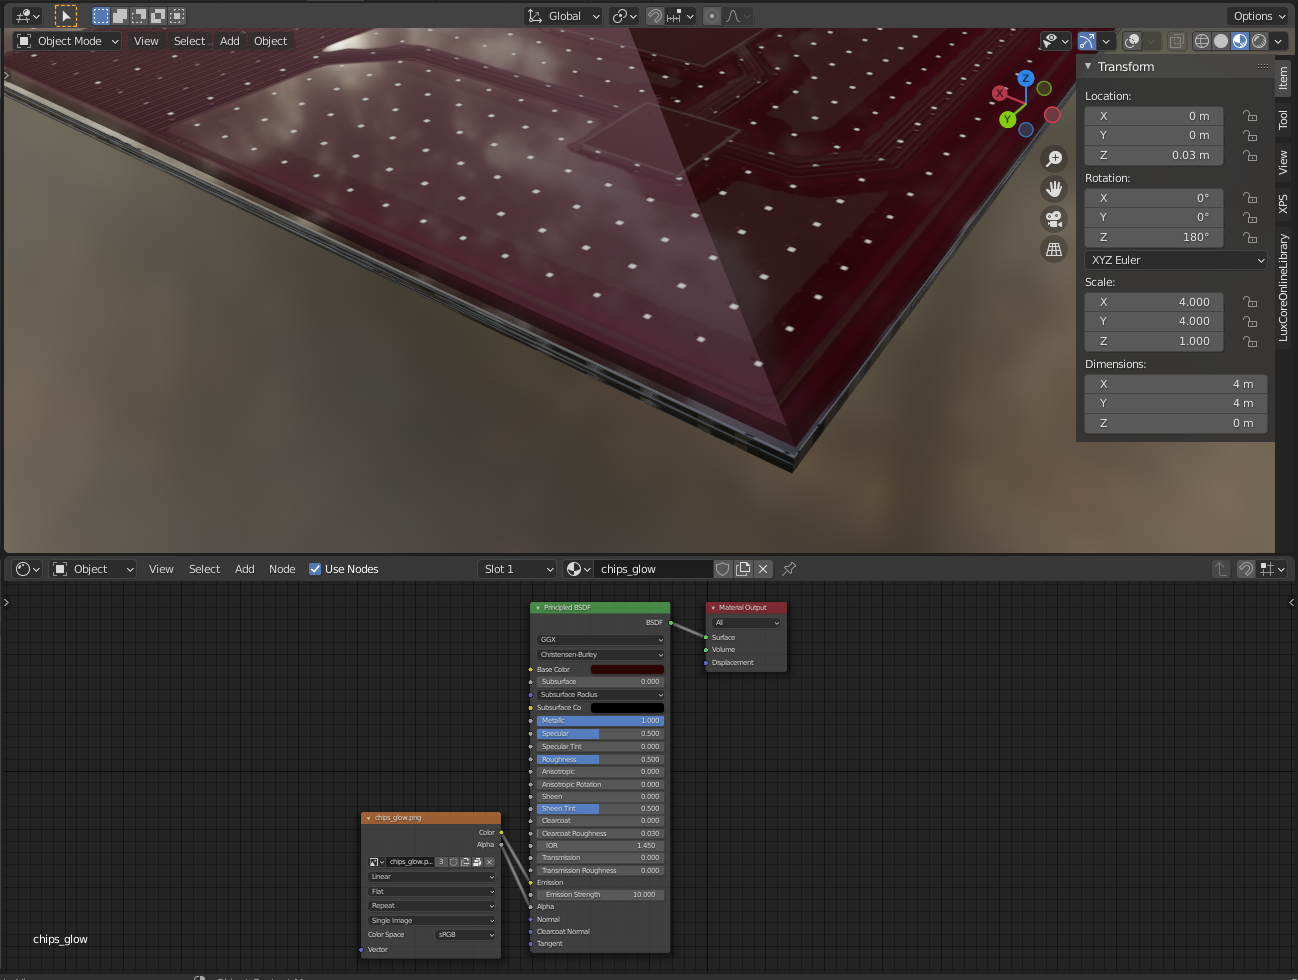 Global
Options
Object Mode
View
Select
Add
Object
Transform
Location:
X 0 m
Y 0 m
Z 0.03 m
Rotation:
X 0°
Y 0°
Z 180°
XYZ Euler
Scale:
X 4.000
Y 4.000
Z 1.000
Dimensions:
X 4 m
Y 4 m
Z 0 m
Item
Tool
View
XPS
LuxCoreOnlineLibrary
Z
X
Y
Object
View
Select
Add
Node
Use Nodes
Slot 1
chips_glow
Principled BSDF
BSDF
GGX
Christensen-Burley
Base Color
Subsurface 0.000
Subsurface Radius
Subsurface Co
Metallic 1.000
Specular 0.500
Specular Tint 0.000
Roughness 0.500
Anisotropic 0.000
Anisotropic Rotation 0.000
Sheen 0.000
Sheen Tint 0.500
Clearcoat 0.000
Clearcoat Roughness 0.030
IOR 1.450
Transmission 0.000
Transmission Roughness 0.000
Emission
Emission Strength 10.000
Alpha
Normal
Clearcoat Normal
Tangent
Material Output
All
Surface
Volume
Displacement
chips_glow.png
Color
Alpha
chips_glow.p... 3
Linear
Flat
Repeat
Single Image
Color Space sRGB
Vector
chips_glow